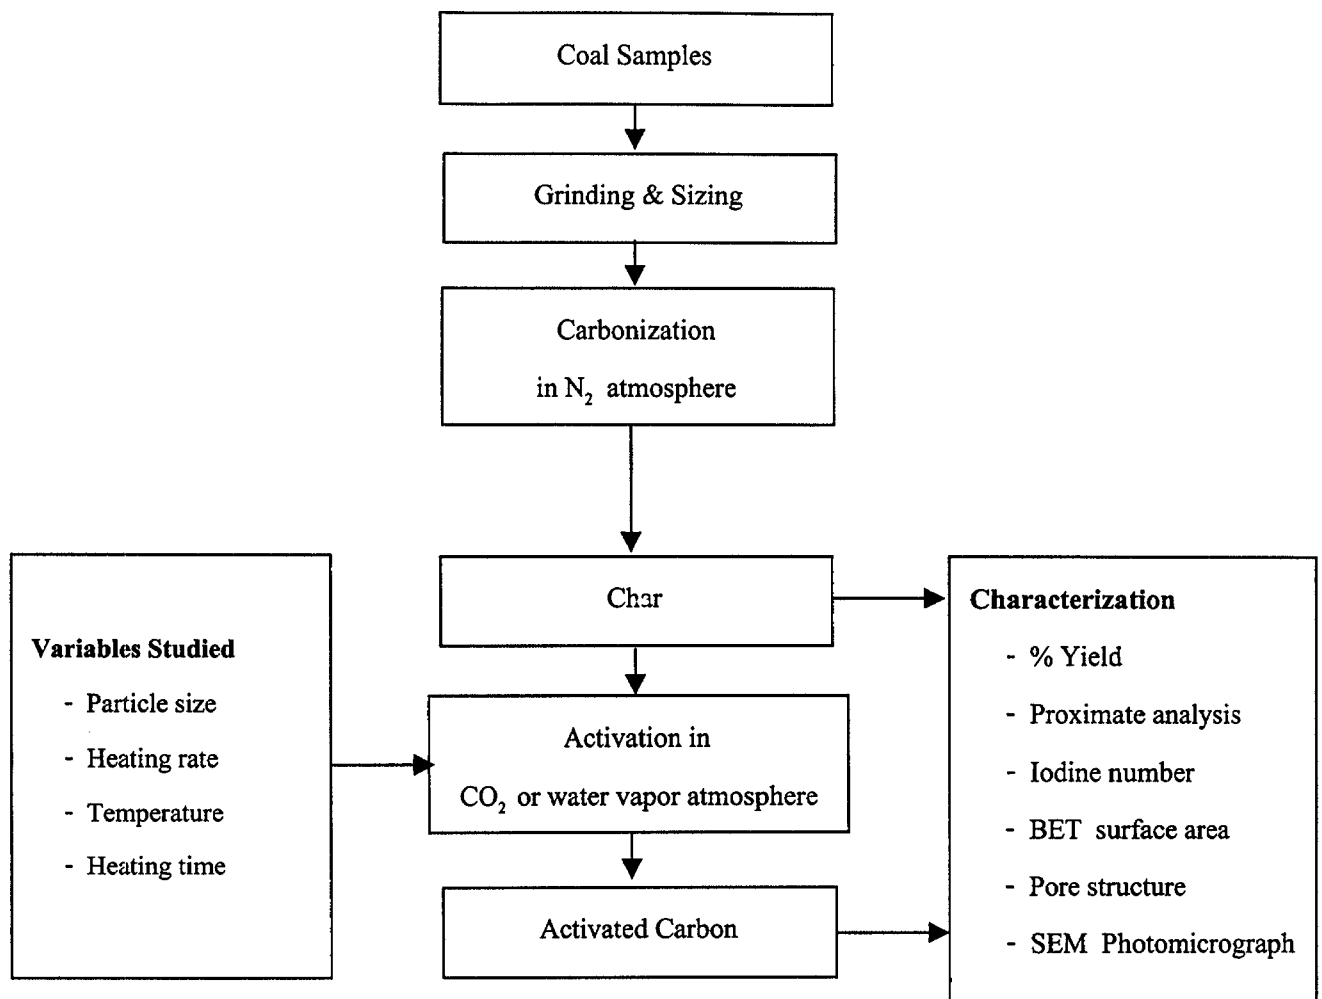 Coal Samples
Grinding & Sizing
Carbonization
in N₂ atmosphere
Char
Activation in
CO₂ or water vapor atmosphere
Activated Carbon
Variables Studied
- Particle size
- Heating rate
- Temperature
- Heating time
Characterization
- % Yield
- Proximate analysis
- Iodine number
- BET surface area
- Pore structure
- SEM Photomicrograph